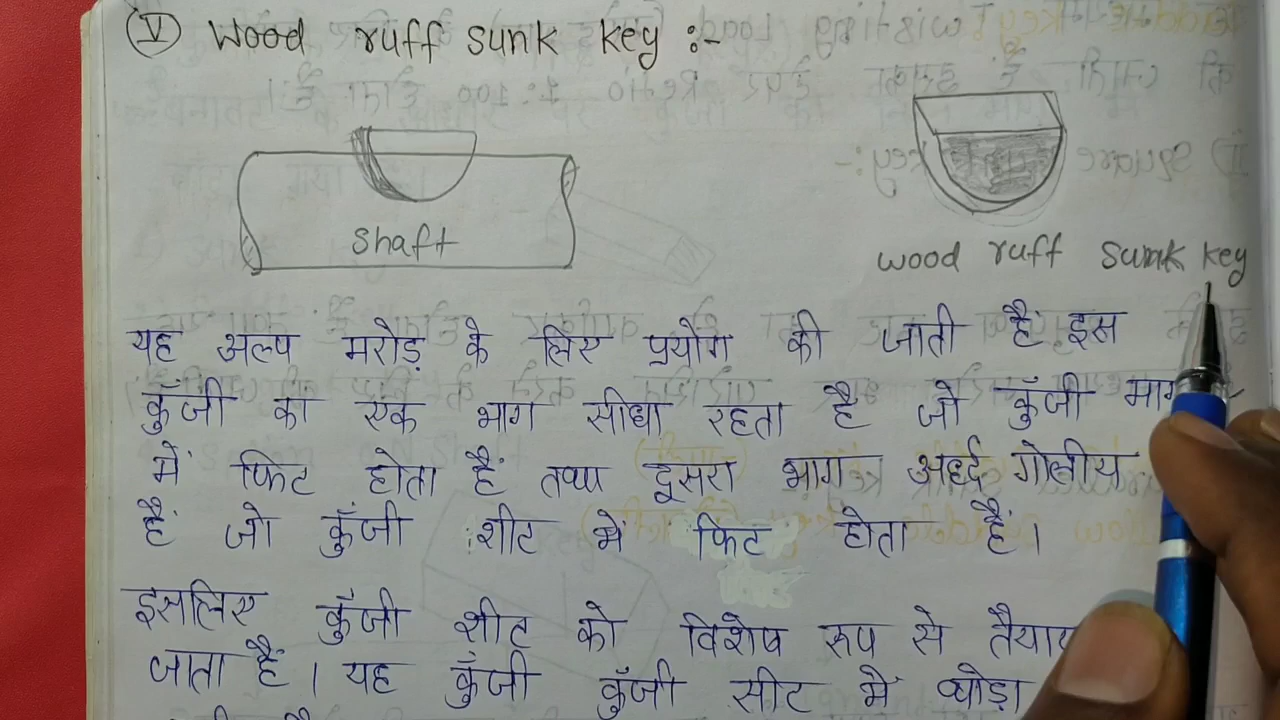 (V) Wood ruff sunk key :-
shaft
wood ruff sunk key
यह अल्प मरोड़ के लिए प्रयोग की जाती है इस
कुँजी का एक भाग सीधा रहता है जो कुँजी
में फिट होता है तथा दूसरा भाग अर्ध्द गोलीय
है जो कुँजी शीट में फिट होता हैं।
इसलिए कुँजी शीट को विशेष रूप से
जाता है। यह कुँजी कुँजी सीट में थोड़ा